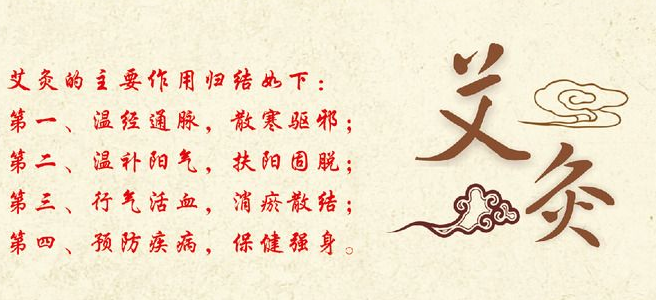 艾灸的主要作用归结如下：
第一、温经通脉，散寒驱邪；
第二、温补阳气，扶阳固脱；
第三、行气活血，消瘀散结；
第四、预防疾病，保健强身。
艾灸